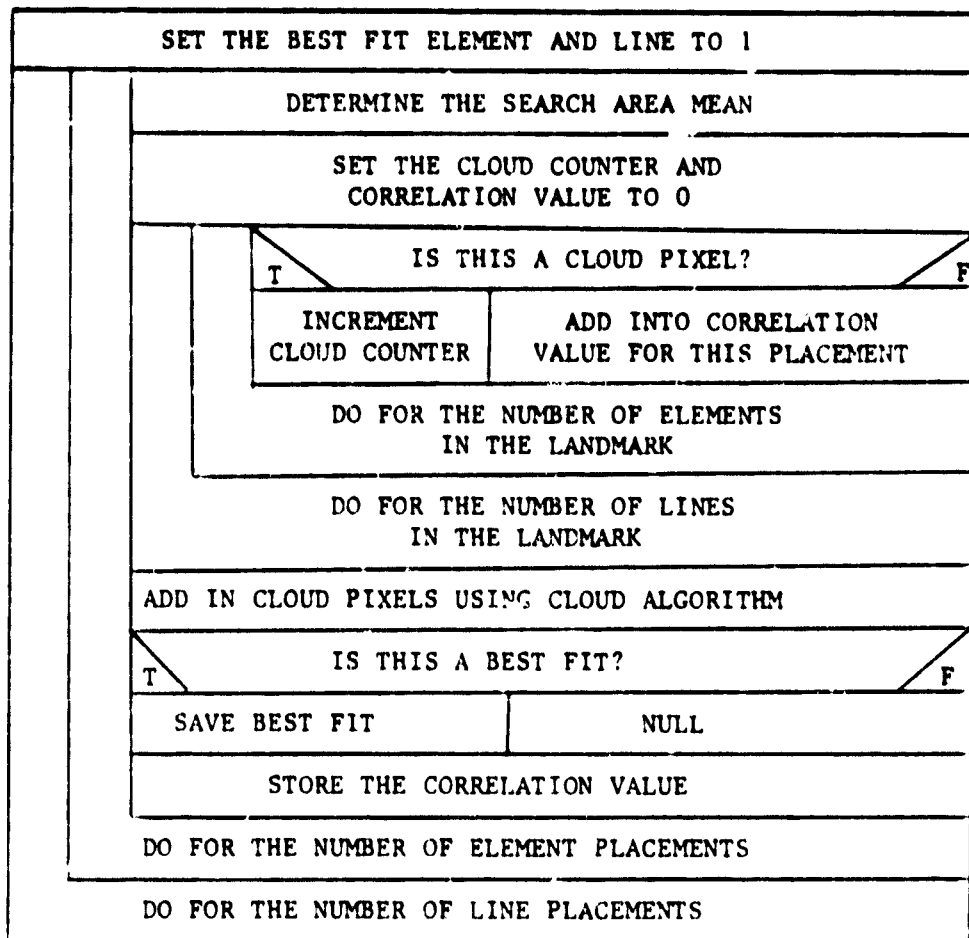 SET THE BEST FIT ELEMENT AND LINE TO 1
DETERMINE THE SEARCH AREA MEAN
SET THE CLOUD COUNTER AND
CORRELATION VALUE TO 0
IS THIS A CLOUD PIXEL?
T
F
INCREMENT
CLOUD COUNTER
ADD INTO CORRELATION
VALUE FOR THIS PLACEMENT
DO FOR THE NUMBER OF ELEMENTS
IN THE LANDMARK
DO FOR THE NUMBER OF LINES
IN THE LANDMARK
ADD IN CLOUD PIXELS USING CLOUD ALGORITHM
IS THIS A BEST FIT?
T
F
SAVE BEST FIT
NULL
STORE THE CORRELATION VALUE
DO FOR THE NUMBER OF ELEMENT PLACEMENTS
DO FOR THE NUMBER OF LINE PLACEMENTS